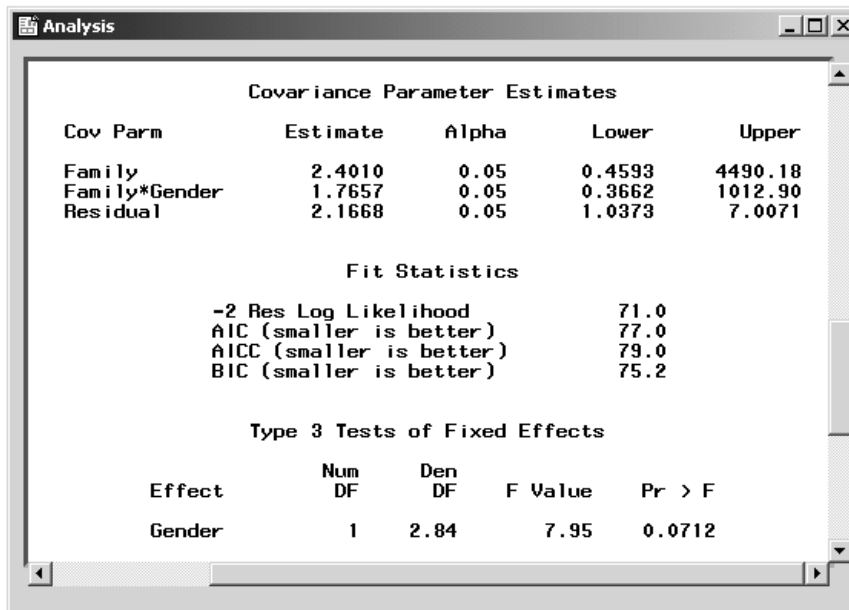 Analysis
Covariance Parameter Estimates
Cov Parm Estimate Alpha Lower Upper
Family 2.4010 0.05 0.4593 4490.18
Family*Gender 1.7657 0.05 0.3662 1012.90
Residual 2.1668 0.05 1.0373 7.0071
Fit Statistics
-2 Res Log Likelihood 71.0
AIC (smaller is better) 77.0
AICC (smaller is better) 79.0
BIC (smaller is better) 75.2
Type 3 Tests of Fixed Effects
Num Den
Effect DF DF F Value Pr > F
Gender 1 2.84 7.95 0.0712